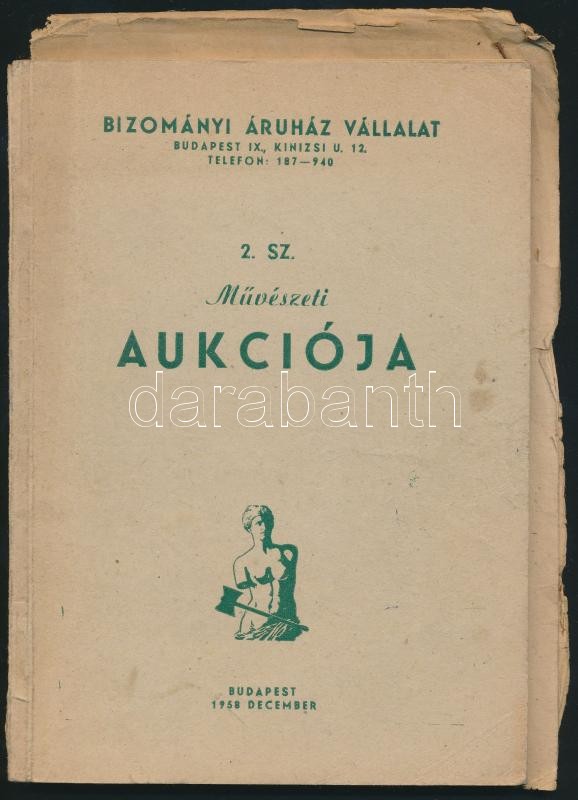 BIZOMÁNYI ÁRUHÁZ VÁLLALAT
BUDAPEST IX., KINIZSI U. 12.
TELEFON: 187—940
2. SZ.
Művészeti
AUKCIÓJA
darabanth
BUDAPEST
1958 DECEMBER